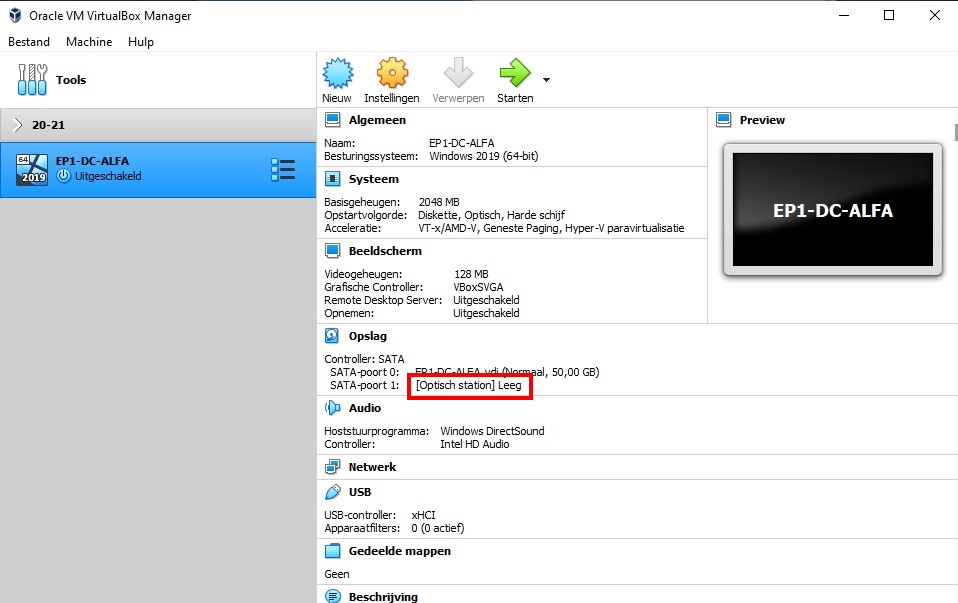 Oracle VM VirtualBox Manager
Bestand Machine Hulp
Tools
Nieuw Instellingen Verwerpen Starten
20-21
64
2019
EP1-DC-ALFA
Uitgeschakeld
Algemeen
Naam: EP1-DC-ALFA
Besturingssysteem: Windows 2019 (64-bit)
Systeem
Basisgeheugen: 2048 MB
Opstartvolgorde: Diskette, Optisch, Harde schijf
Acceleratie: VT-x/AMD-V, Geneste Paging, Hyper-V paravirtualisatie
Beeldscherm
Videogeheugen: 128 MB
Grafische Controller: VBoxSVGA
Remote Desktop Server: Uitgeschakeld
Opnemen: Uitgeschakeld
Preview
EP1-DC-ALFA
Opslag
Controller: SATA
SATA-poort 0: EP1-DC-ALFA.vdi (Normaal, 50,00 GB)
SATA-poort 1: [Optisch station] Leeg
Audio
Hoststuurprogramma: Windows DirectSound
Controller: Intel HD Audio
Netwerk
USB
USB-controller: xHCI
Apparaatfilters: 0 (0 actief)
Gedeelde mappen
Geen
Beschrijving